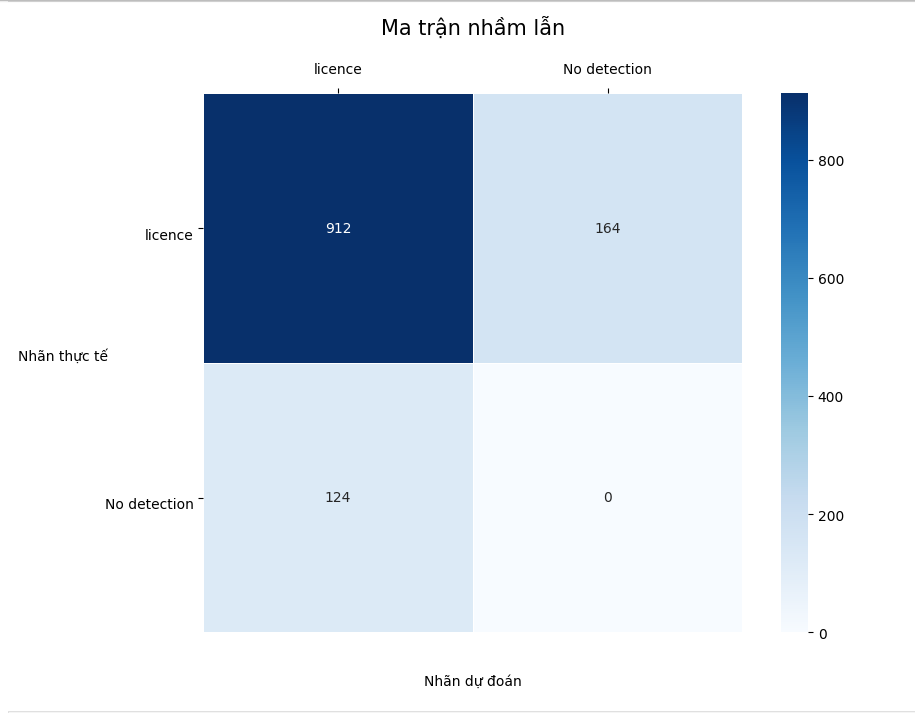 Ma trận nhầm lẫn
licence No detection
licence 912 164
Nhãn thực tế
No detection 124 0
Nhãn dự đoán
800
600
400
200
0